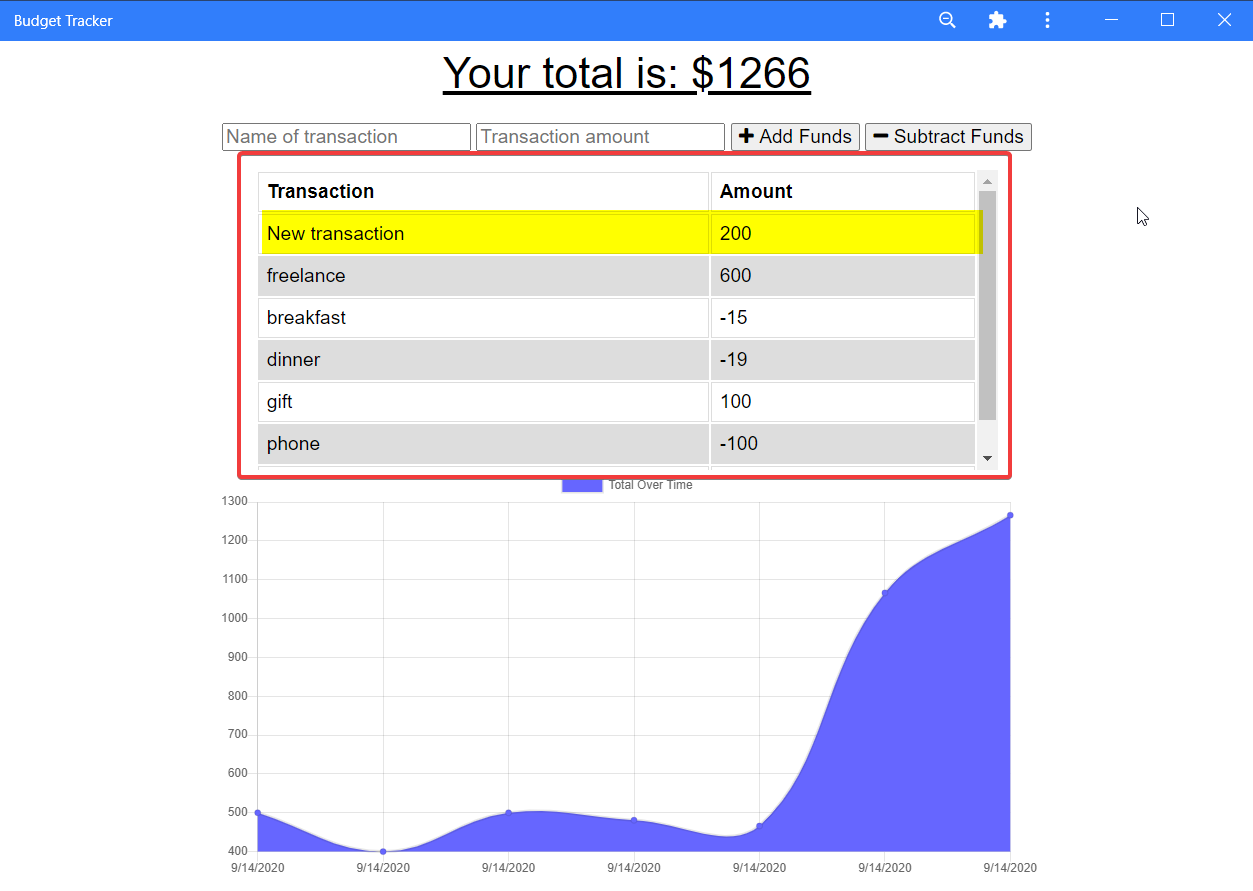 Budget Tracker
Your total is: $1266
Name of transaction Transaction amount Add Funds Subtract Funds
Transaction Amount
New transaction 200
freelance 600
breakfast -15
dinner -19
gift 100
phone -100
Total Over Time
1300
1200
1100
1000
900
800
700
600
500
400
9/14/2020 9/14/2020 9/14/2020 9/14/2020 9/14/2020 9/14/2020 9/14/2020